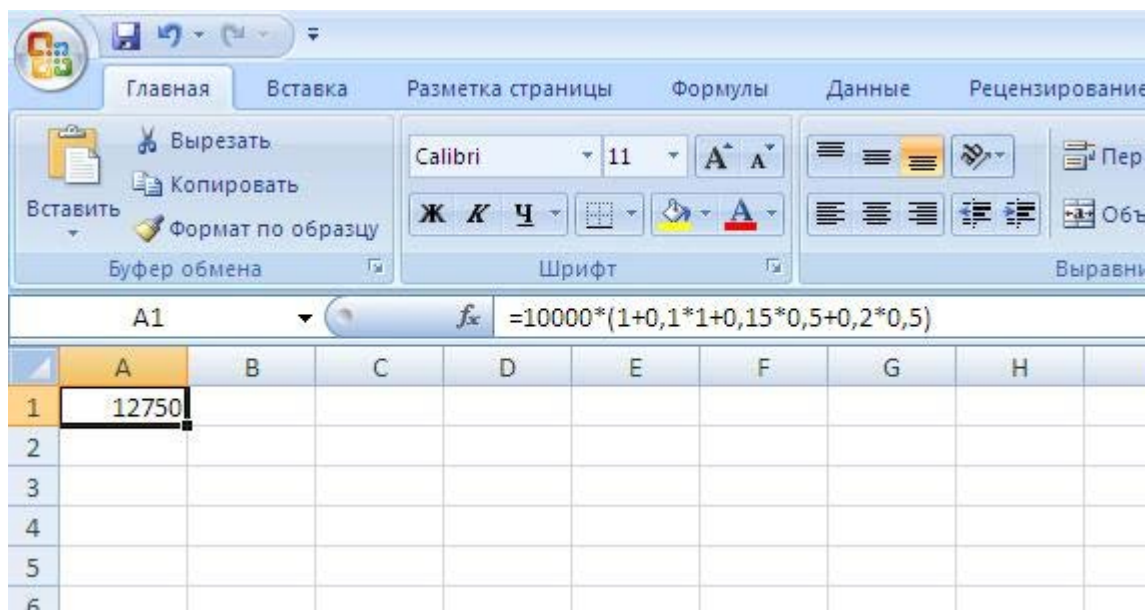 Главная Вставка Разметка страницы Формулы Данные Рецензирование
Вырезать
Копировать
Формат по образцу
Вставить
Буфер обмена
Calibri 11
Ж К Ч
Шрифт
A1 fx =10000*(1+0,1*1+0,15*0,5+0,2*0,5)
A B C D E F G H
1 12750
2
3
4
5
6